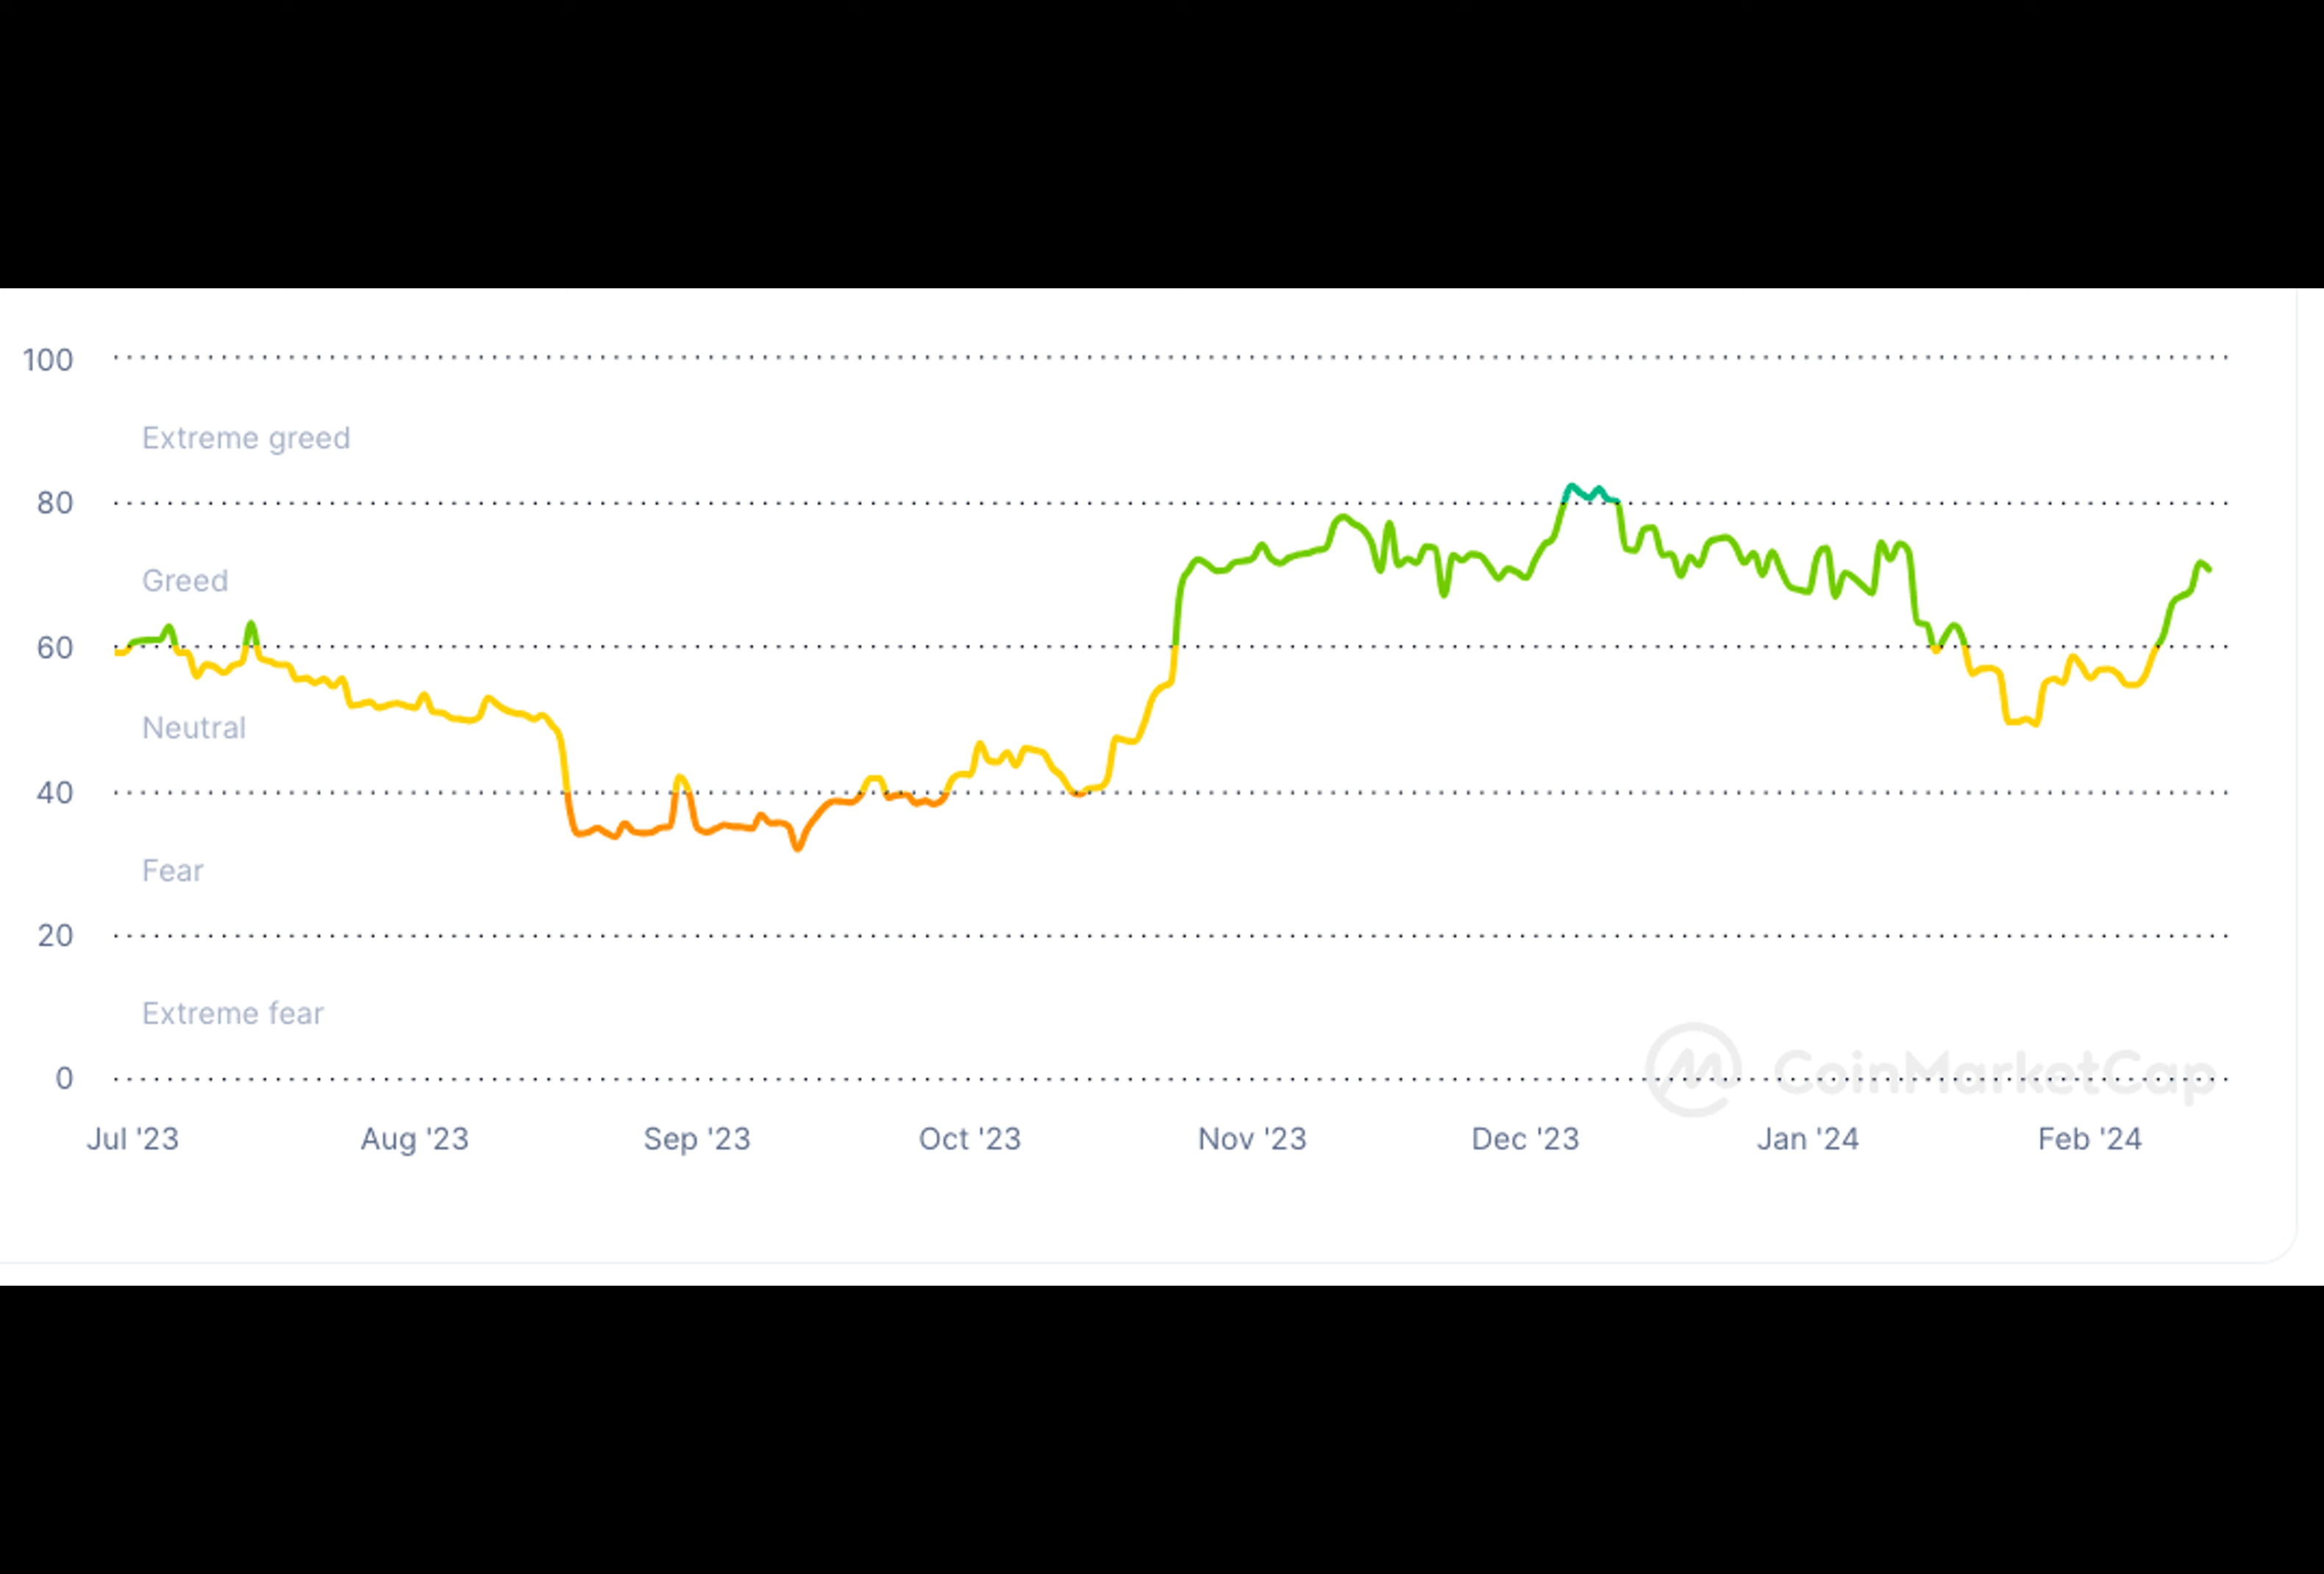 100
Extreme greed
80
Greed
60
Neutral
40
Fear
20
Extreme fear
CoinMarketCap
0
Jul '23 Aug '23 Sep '23 Oct '23 Nov '23 Dec '23 Jan '24 Feb '24